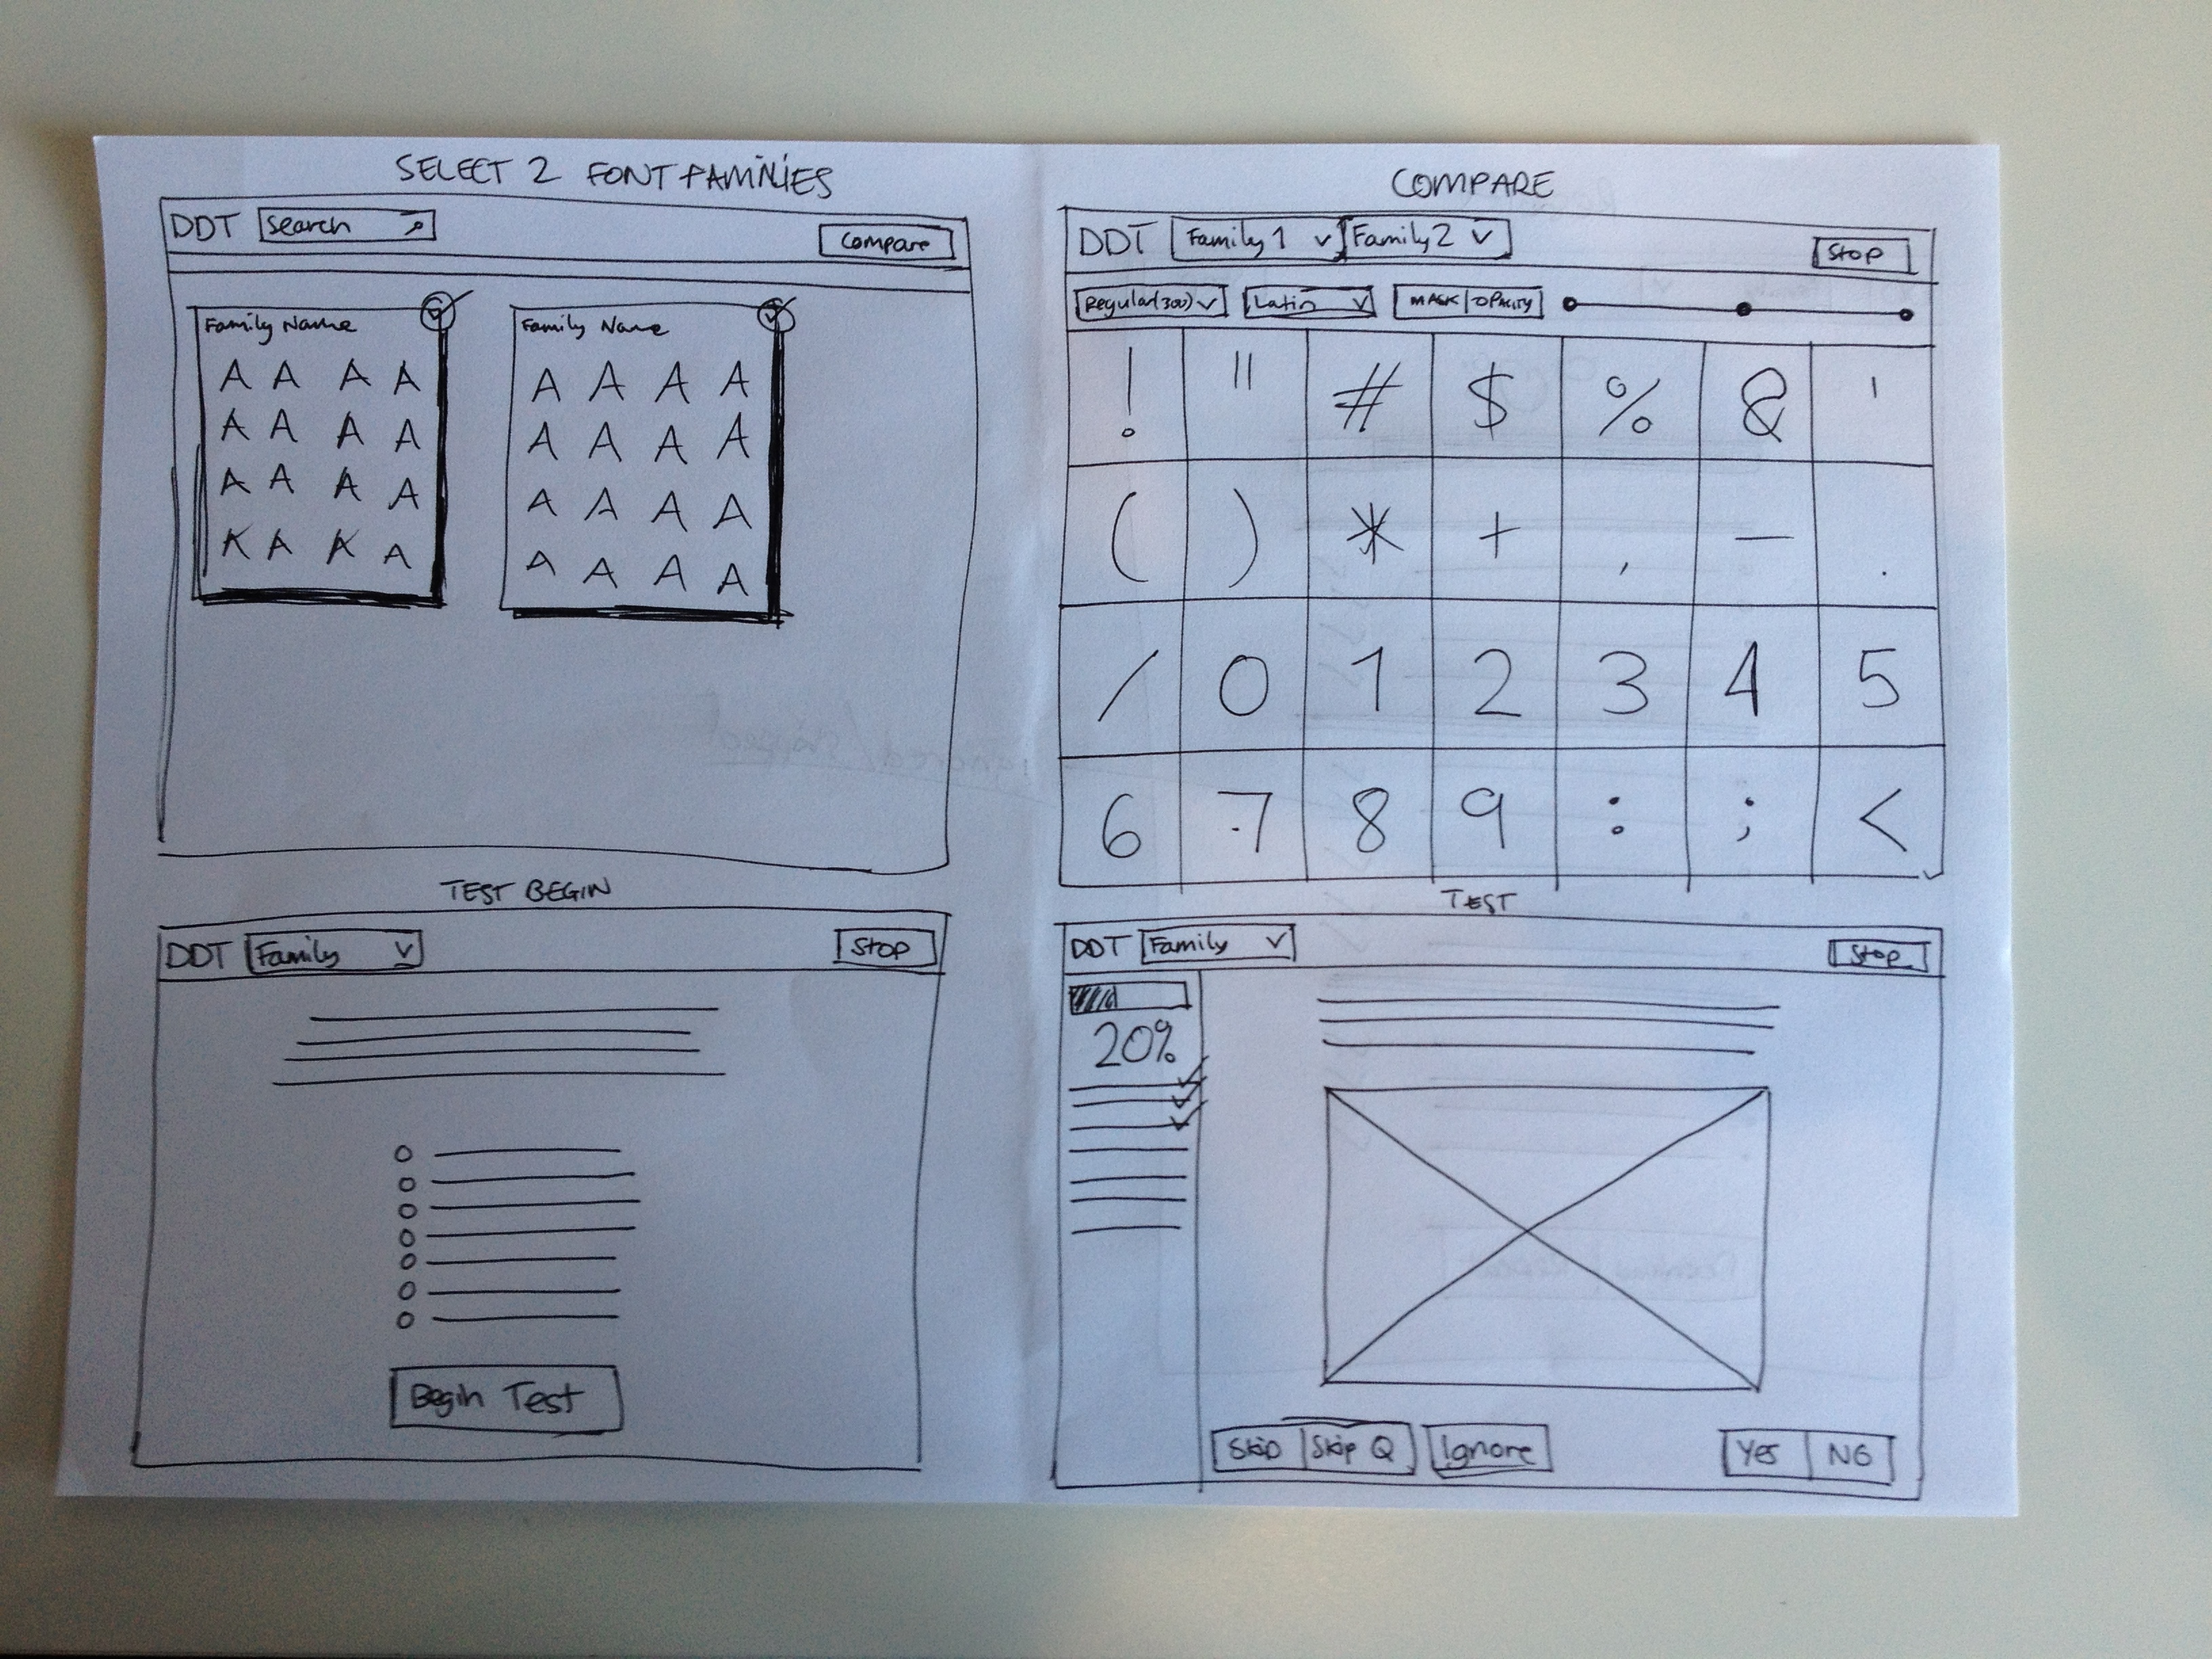 SELECT 2 FONT FAMILIES
DDT Search Compare
Family Name
A A A A
A A A A
A A A A
K A K A
Family Name
A A A A
A A A A
A A A A
A A A A
COMPARE
DDT Family 1 Family 2 Stop
Regular(300) Latin MASK|OPACITY
! " # $ % & '
( ) * + , - .
/ 0 1 2 3 4 5
6 7 8 9 : ; <
TEST BEGIN
DDT Family Stop
Begin Test
TEST
DDT Family Stop
20%
Skip Skip Q Ignore Yes NO